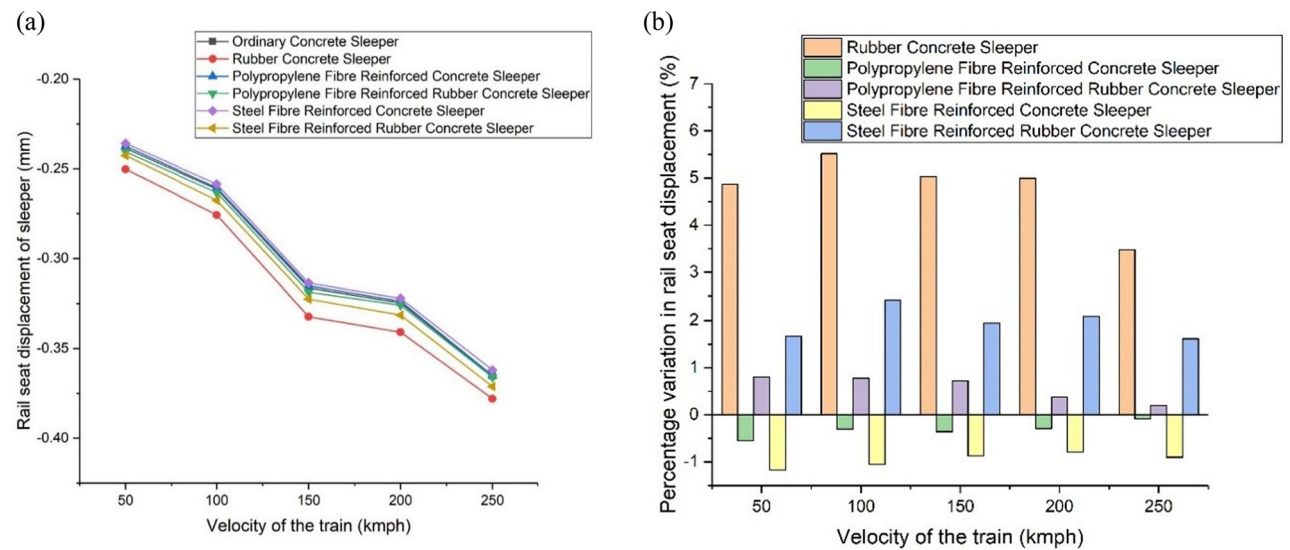 (a)
Ordinary Concrete Sleeper
Rubber Concrete Sleeper
Polypropylene Fibre Reinforced Concrete Sleeper
Polypropylene Fibre Reinforced Rubber Concrete Sleeper
Steel Fibre Reinforced Concrete Sleeper
Steel Fibre Reinforced Rubber Concrete Sleeper
Rail seat displacement of sleeper (mm)
-0.20
-0.25
-0.30
-0.35
-0.40
50 100 150 200 250
Velocity of the train (kmph)
(b)
Rubber Concrete Sleeper
Polypropylene Fibre Reinforced Concrete Sleeper
Polypropylene Fibre Reinforced Rubber Concrete Sleeper
Steel Fibre Reinforced Concrete Sleeper
Steel Fibre Reinforced Rubber Concrete Sleeper
Percentage variation in rail seat displacement (%)
7
6
5
4
3
2
1
0
-1
50 100 150 200 250
Velocity of the train (kmph)